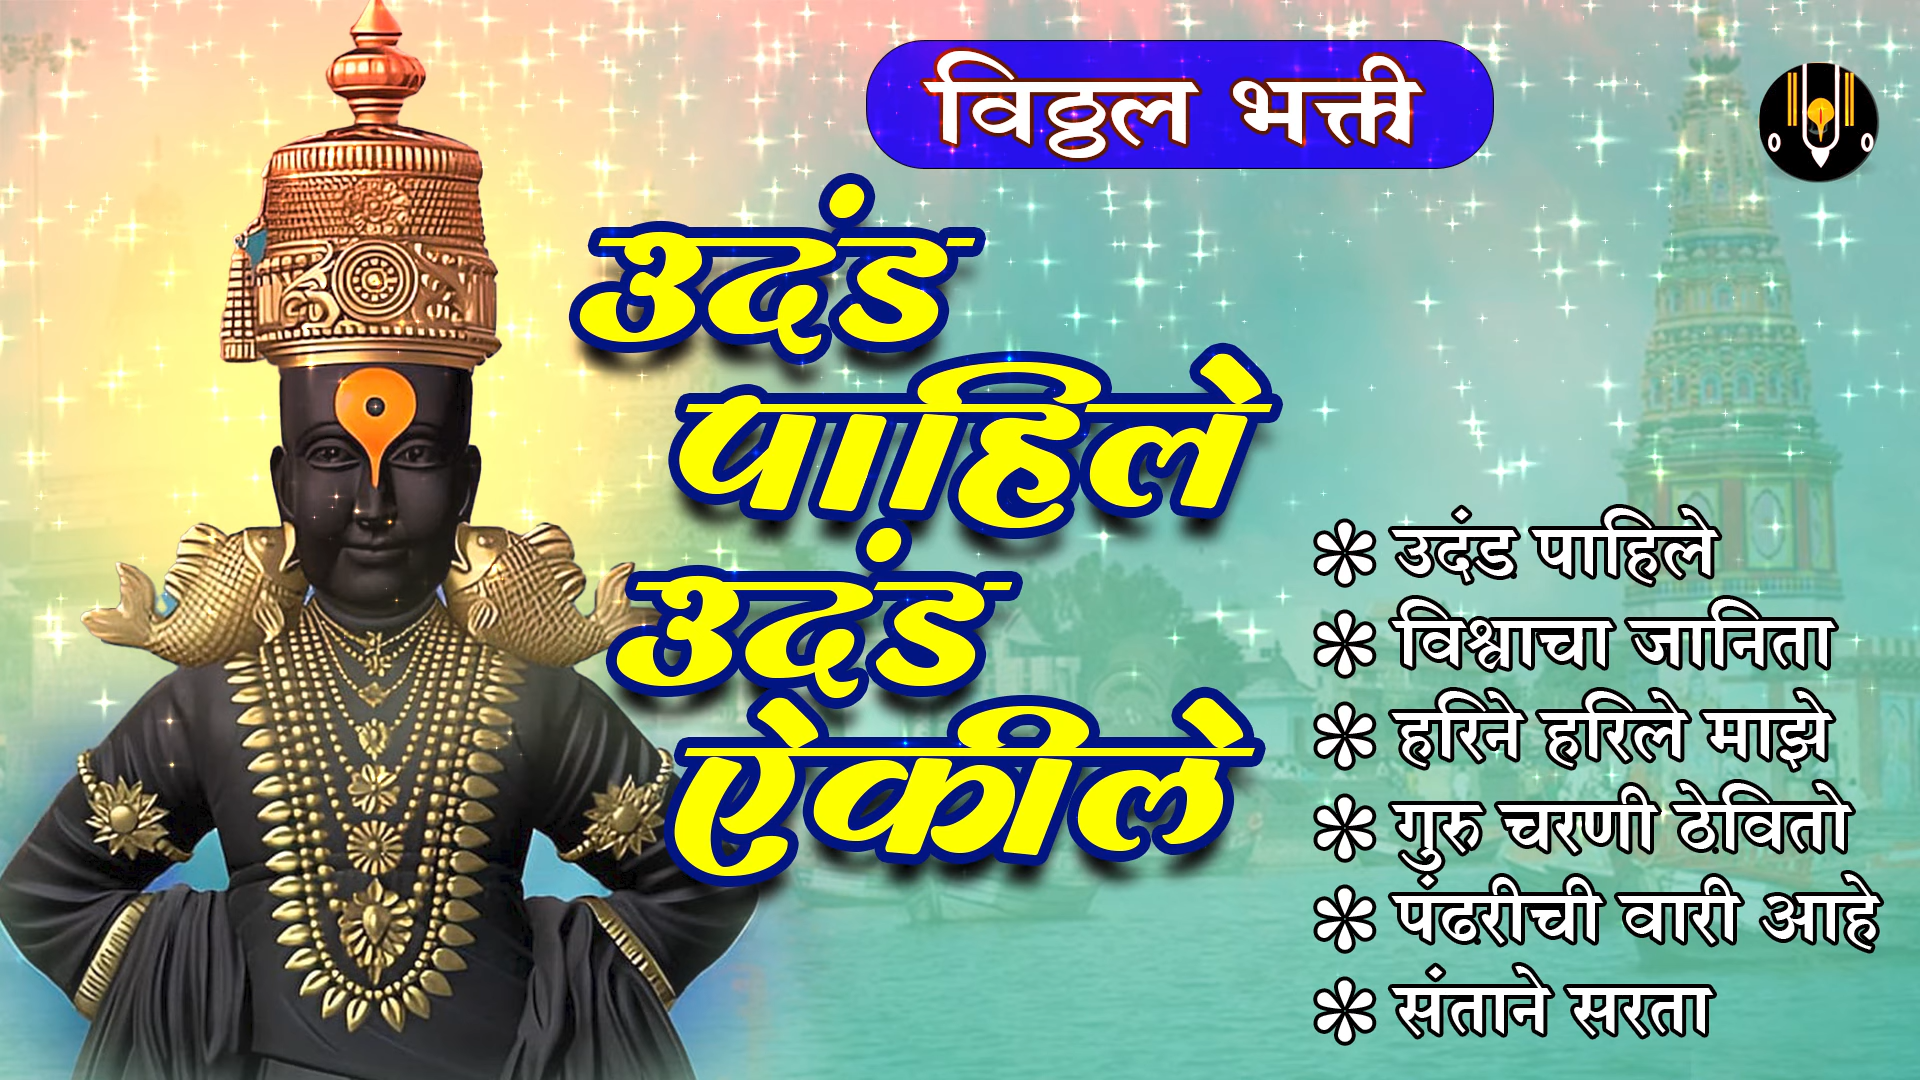 विठ्ठल भक्ती
उदंड
पाहिले
उदंड
ऐकीले
❇ उदंड पाहिले
❇ विश्वाचा जानिता
❇ हरिने हरिले माझे
❇ गुरु चरणी ठेवितो
❇ पंढरीची वारी आहे
❇ संताने सरता